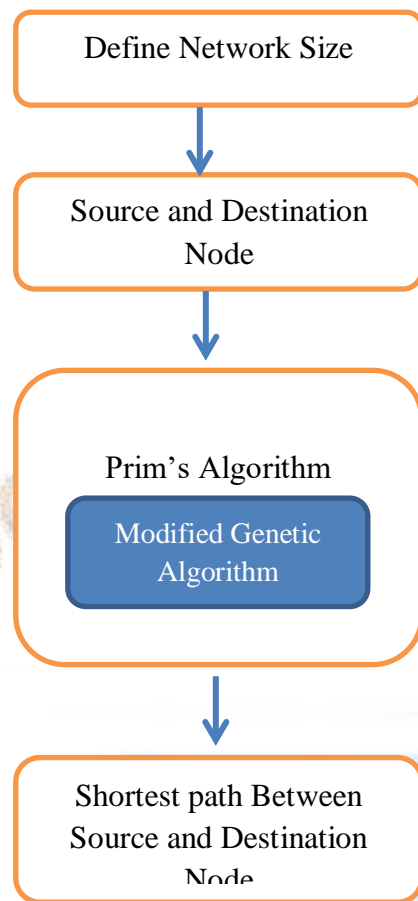 Define Network Size
Source and Destination
Node
Prim's Algorithm
Modified Genetic
Algorithm
Shortest path Between
Source and Destination
Node